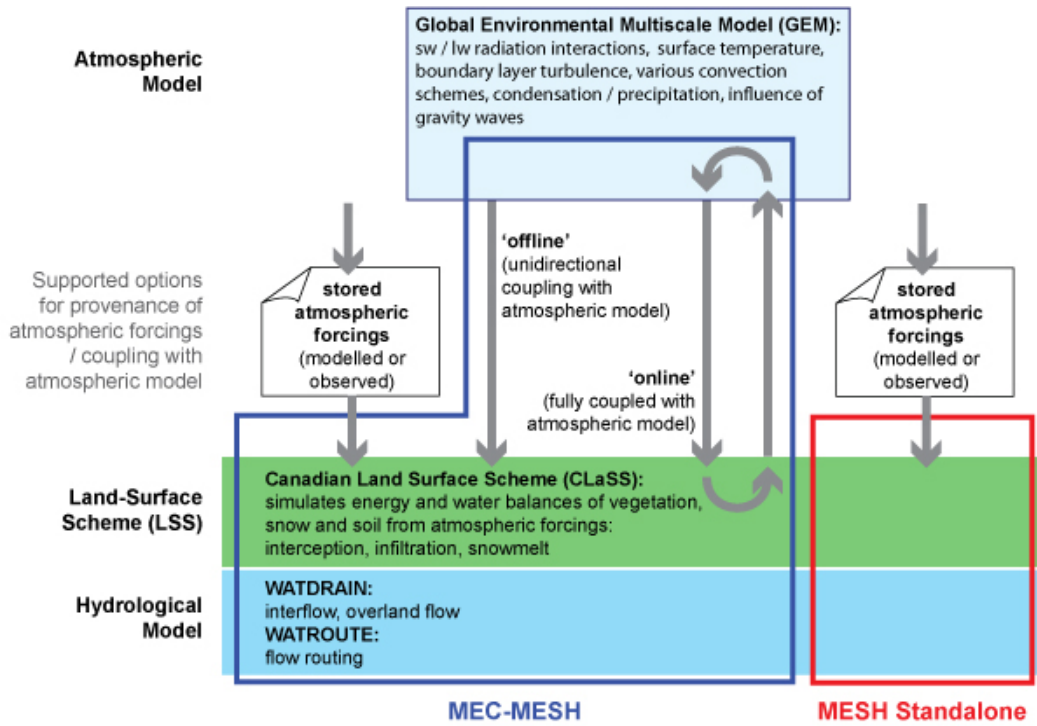 Atmospheric
Model
Global Environmental Multiscale Model (GEM):
sw / lw radiation interactions, surface temperature,
boundary layer turbulence, various convection
schemes, condensation / precipitation, influence of
gravity waves
Supported options
for provenance of
atmospheric forcings
/ coupling with
atmospheric model
stored
atmospheric
forcings
(modelled or
observed)
‘offline’
(unidirectional
coupling with
atmospheric model)
‘online’
(fully coupled with
atmospheric model)
stored
atmospheric
forcings
(modelled or
observed)
Land-Surface
Scheme (LSS)
Canadian Land Surface Scheme (CLaSS):
simulates energy and water balances of vegetation,
snow and soil from atmospheric forcings:
interception, infiltration, snowmelt
Hydrological
Model
WATDRAIN:
interflow, overland flow
WATROUTE:
flow routing
MEC-MESH
MESH Standalone